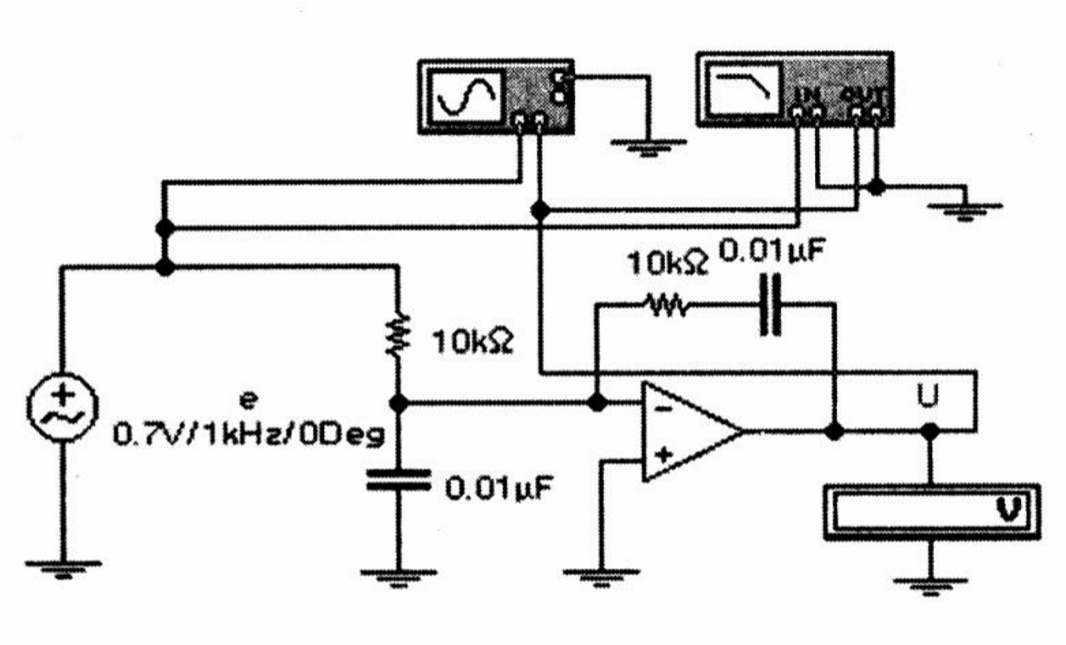 IN OUT
10kΩ 0.01µF
10kΩ
e
0.7V/1kHz/0Deg
0.01µF
U
V